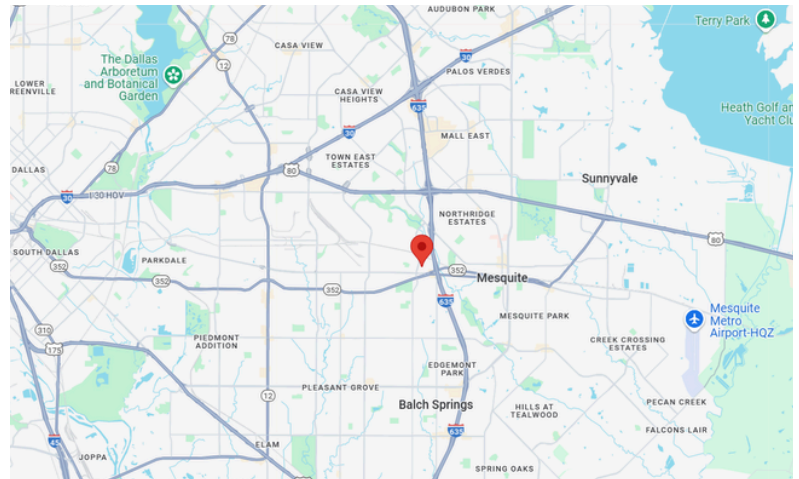 AUDUBON PARK
Terry Park
78
CASA VIEW
30
The Dallas
Arboretum
and Botanical
Garden
12
PALOS VERDES
LOWER
CASA VIEW
HEIGHTS
635
Heath Golf
Yacht
30
MALL EAST
TOWN EAST
ESTATES
DALLAS
78
80
Sunnyvale
30
I-30 HOV
NORTHRIDGE
ESTATES
80
SOUTH DALLAS
PARKDALE
352
352
352
352
Mesquite
635
Mesquite
Metro
Airport-HQZ
MESQUITE PARK
310
PIEDMONT
ADDITION
CREEK CROSSING
ESTATES
175
EDGEMONT
PARK
PLEASANT GROVE
12
Balch Springs
HILLS AT
TEALWOOD
PECAN CREEK
635
FALCONS LAIR
45
ELAM
JOPPA
SPRING OAKS